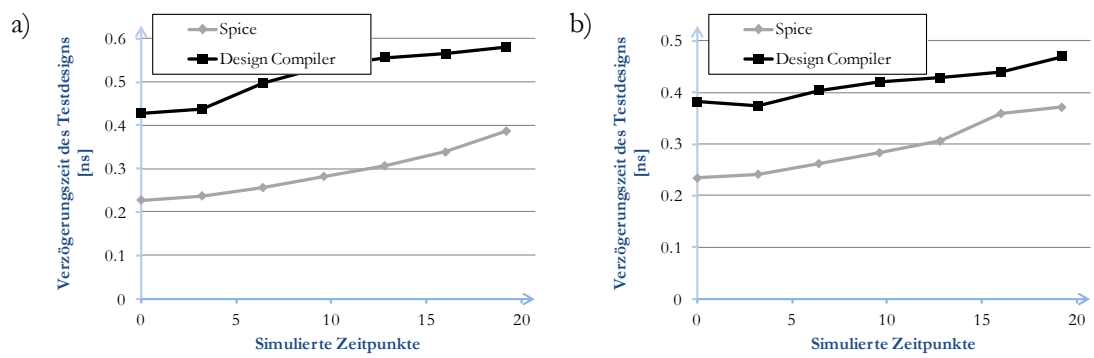 a)
Spice
Design Compiler
Verzögerungszeit des Testdesigns
[ns]
0.6
0.5
0.4
0.3
0.2
0.1
0
0 5 10 15 20
Simulierte Zeitpunkte
b)
Spice
Design Compiler
Verzögerungszeit des Testdesigns
[ns]
0.5
0.4
0.3
0.2
0.1
0
0 5 10 15 20
Simulierte Zeitpunkte